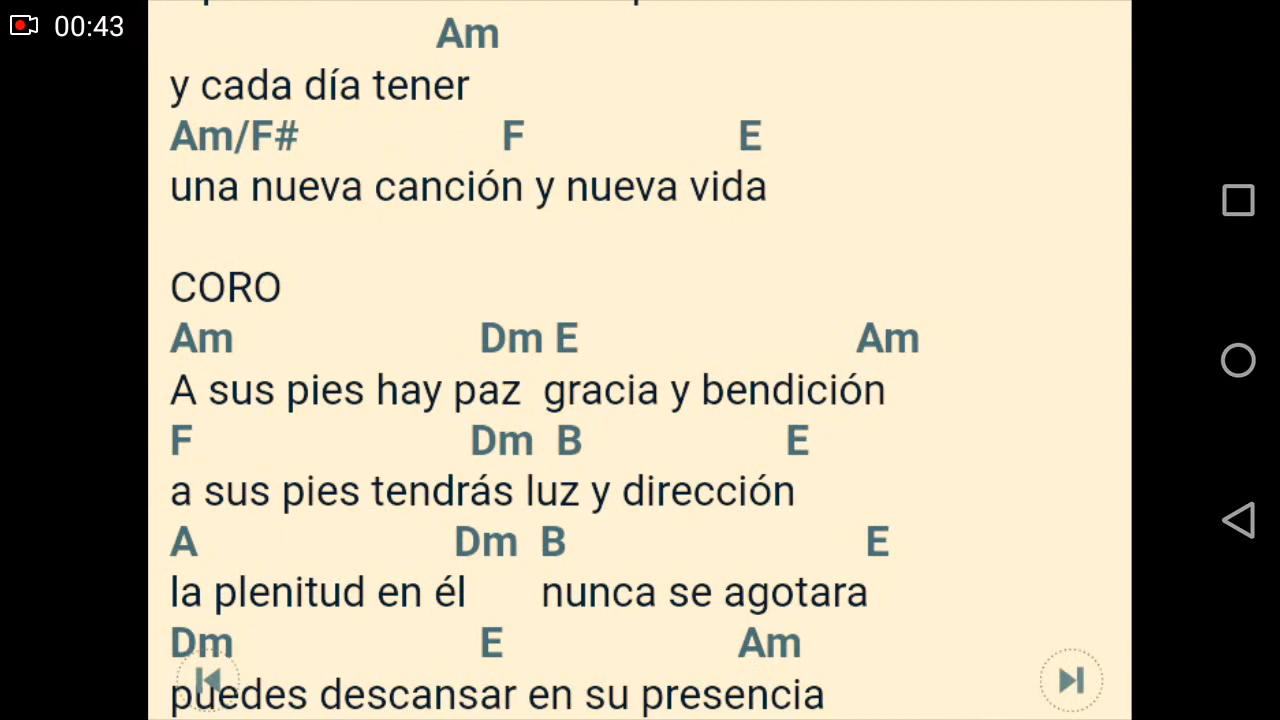 00:43
Am
y cada día tener
Am/F# F E
una nueva canción y nueva vida
CORO
Am Dm E Am
A sus pies hay paz gracia y bendición
F Dm B E
a sus pies tendrás luz y dirección
A Dm B E
la plenitud en él nunca se agotara
Dm E Am
puedes descansar en su presencia